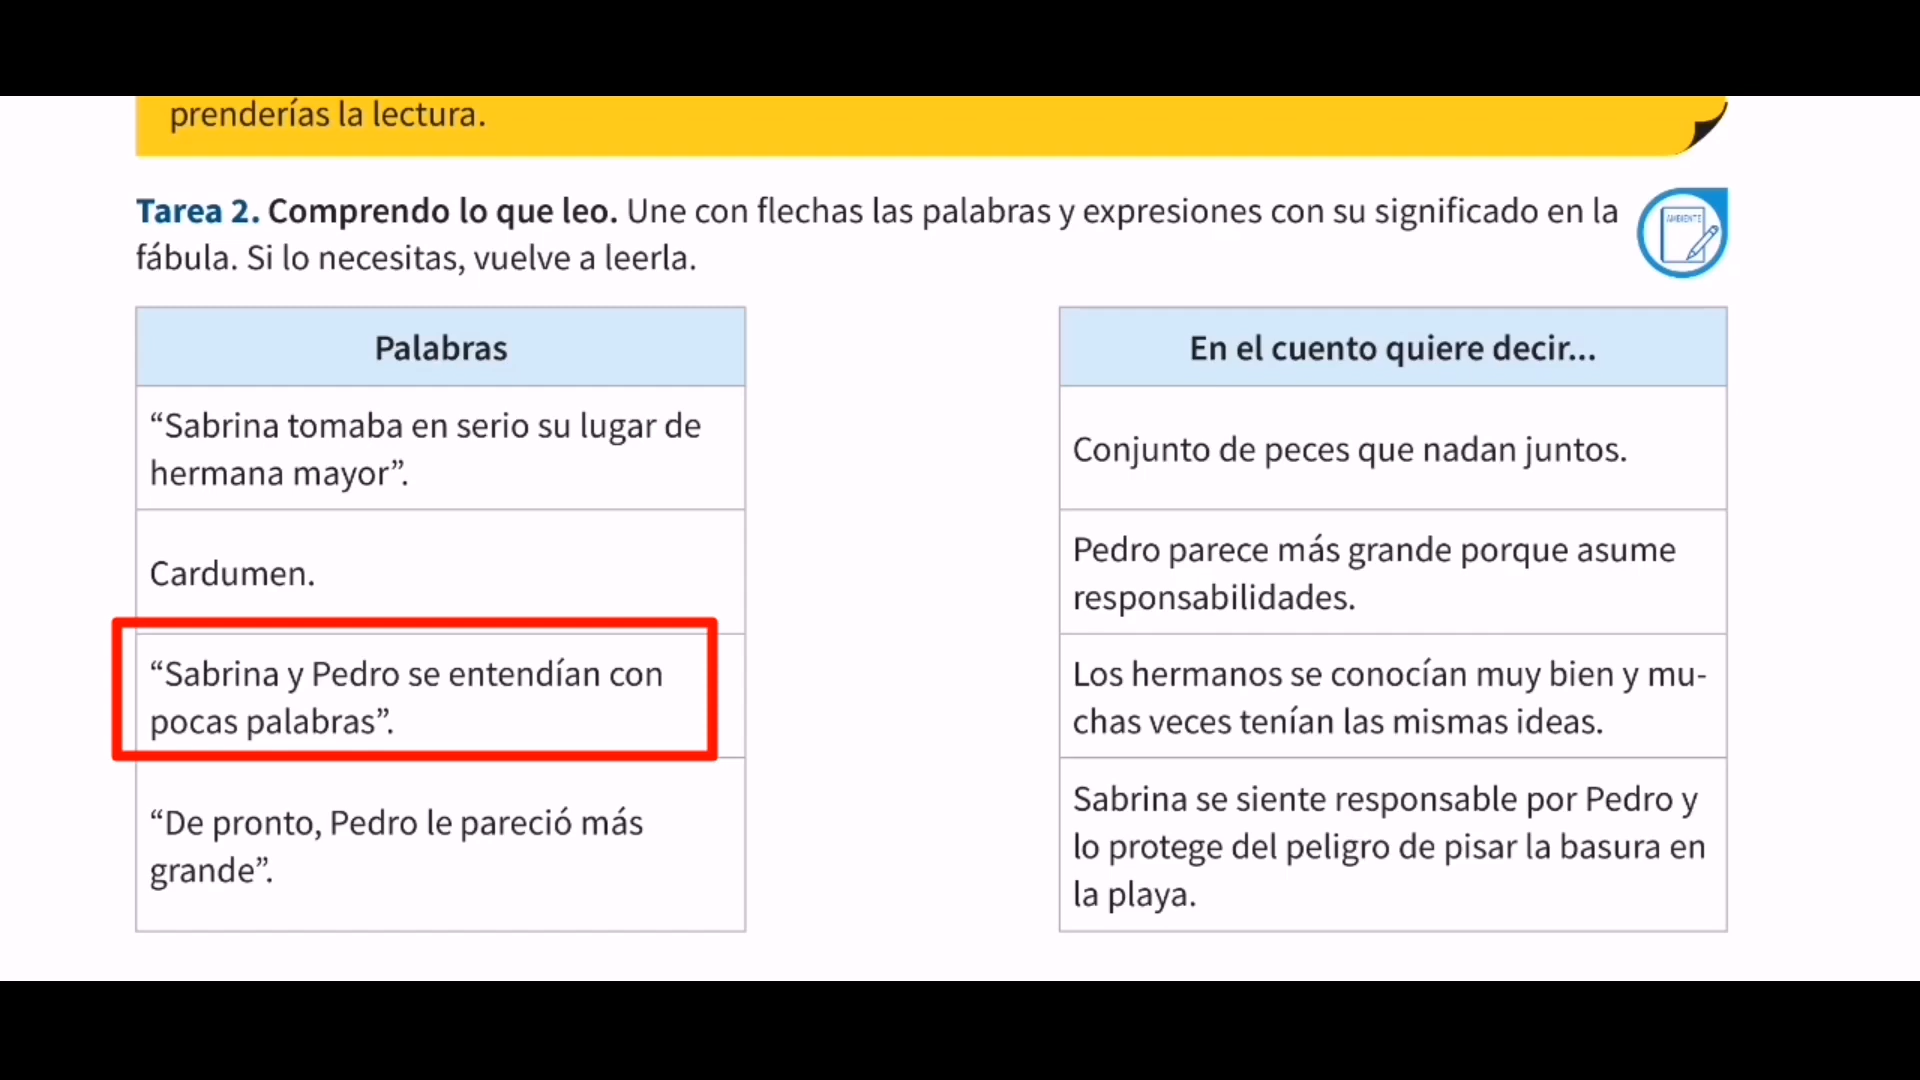 prenderías la lectura.
Tarea 2. Comprendo lo que leo. Une con flechas las palabras y expresiones con su significado en la
fábula. Si lo necesitas, vuelve a leerla.
AMBIENTE
Palabras
“Sabrina tomaba en serio su lugar de
hermana mayor”.
Cardumen.
“Sabrina y Pedro se entendían con
pocas palabras”.
“De pronto, Pedro le pareció más
grande”.
En el cuento quiere decir...
Conjunto de peces que nadan juntos.
Pedro parece más grande porque asume
responsabilidades.
Los hermanos se conocían muy bien y mu-
chas veces tenían las mismas ideas.
Sabrina se siente responsable por Pedro y
lo protege del peligro de pisar la basura en
la playa.